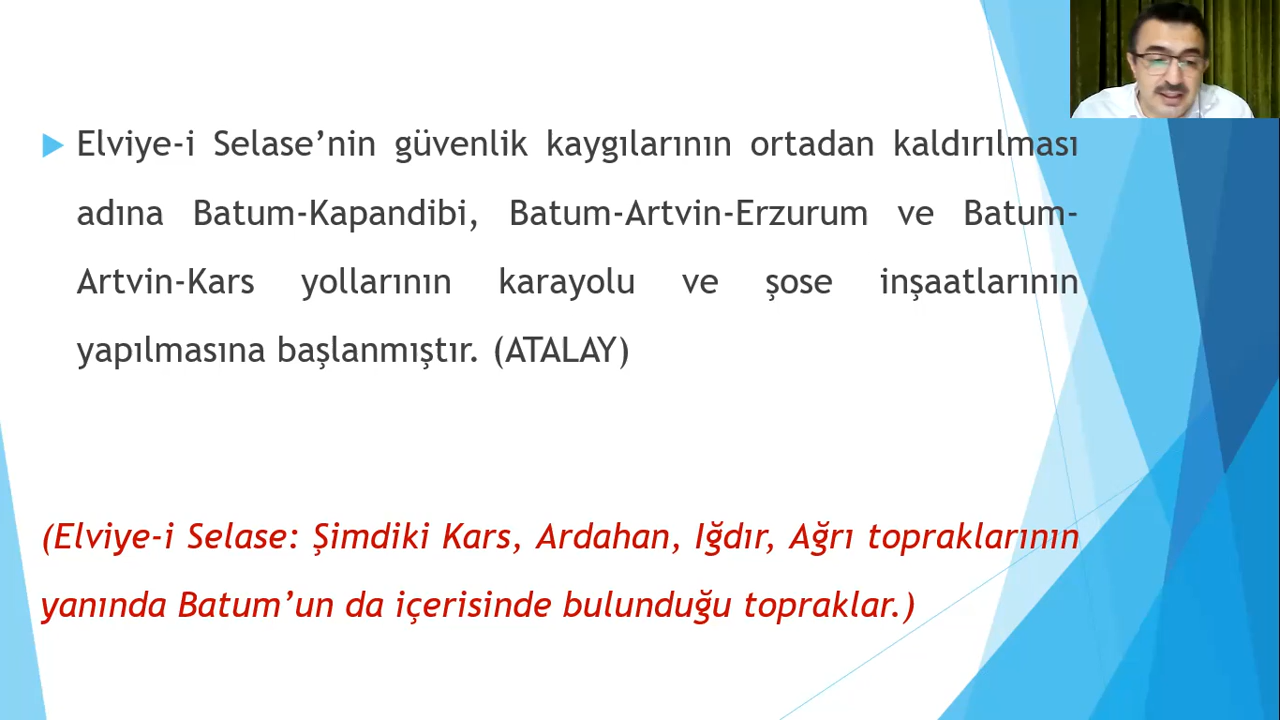 Elviye-i Selase’nin güvenlik kaygılarının ortadan kaldırılması
adına Batum-Kapandibi, Batum-Artvin-Erzurum ve Batum-
Artvin-Kars yollarının karayolu ve şose inşaatlarının
yapılmasına başlanmıştır. (ATALAY)
(Elviye-i Selase: Şimdiki Kars, Ardahan, Iğdır, Ağrı topraklarının
yanında Batum’un da içerisinde bulunduğu topraklar.)